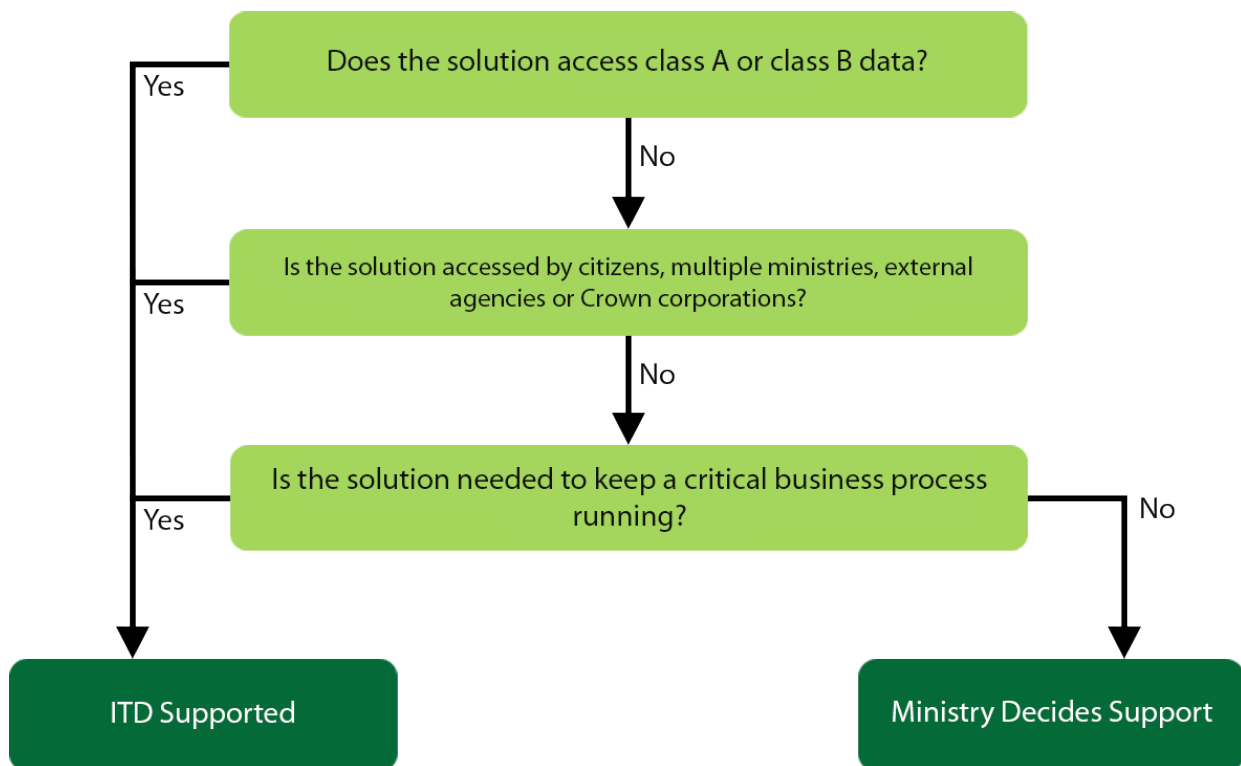 Does the solution access class A or class B data?
Yes
No
Is the solution accessed by citizens, multiple ministries, external
agencies or Crown corporations?
Yes
No
Is the solution needed to keep a critical business process
running?
Yes
No
ITD Supported
Ministry Decides Support